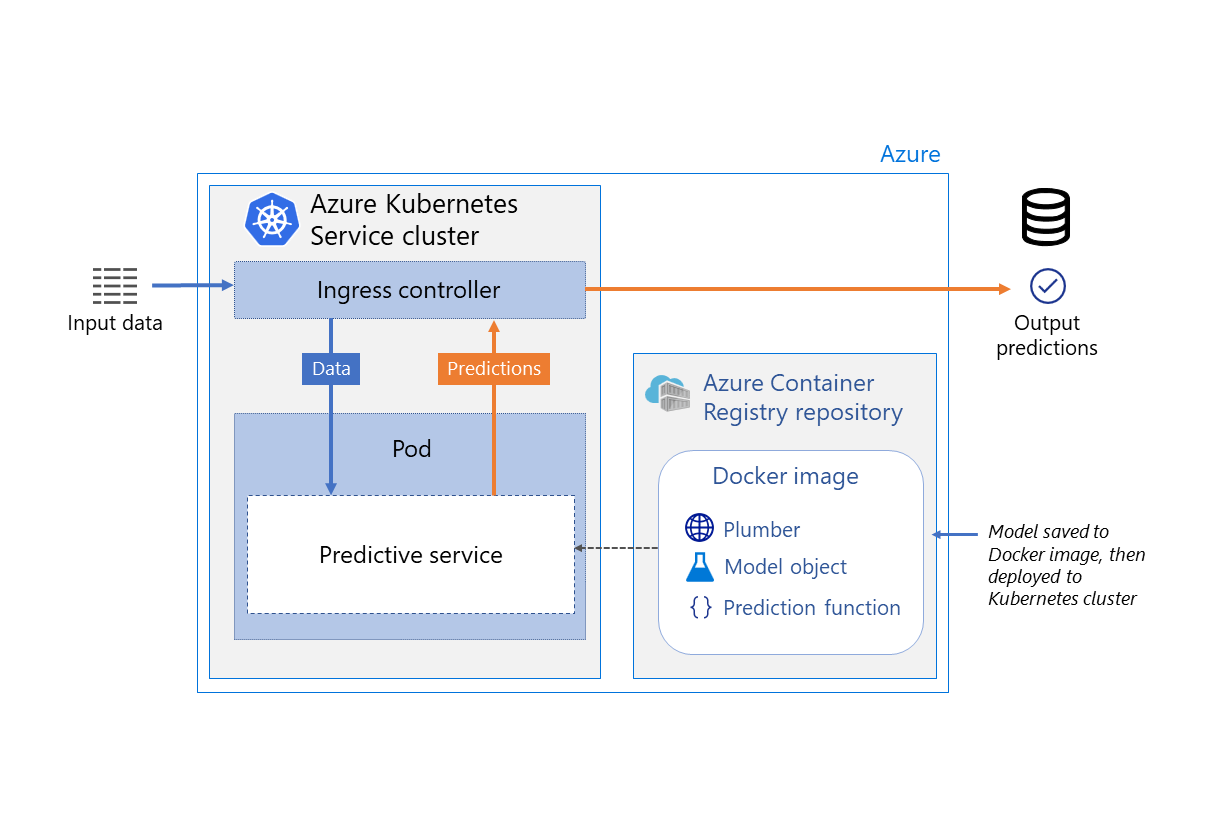 Azure
Azure Kubernetes
Service cluster
Ingress controller
Input data
Output
predictions
Data
Predictions
Azure Container
Registry repository
Pod
Docker image
Plumber
Model saved to
Docker image, then
deployed to
Kubernetes cluster
Predictive service
Model object
Prediction function